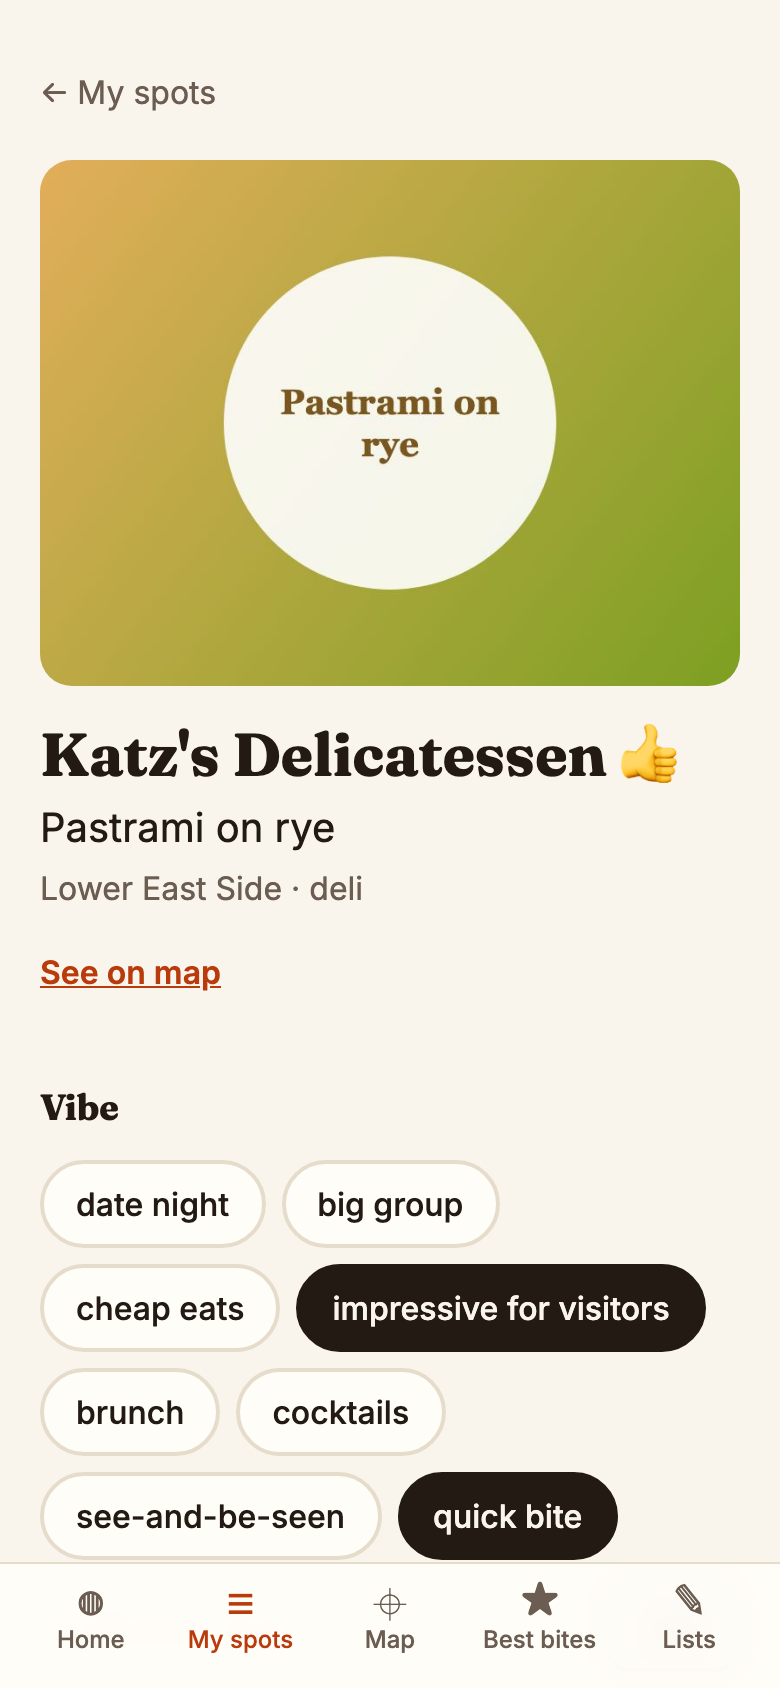 ← My spots
Pastrami on
rye
Katz's Delicatessen 👍
Pastrami on rye
Lower East Side · deli
See on map
Vibe
date night
big group
cheap eats
impressive for visitors
brunch
cocktails
see-and-be-seen
quick bite
Home
My spots
Map
Best bites
Lists